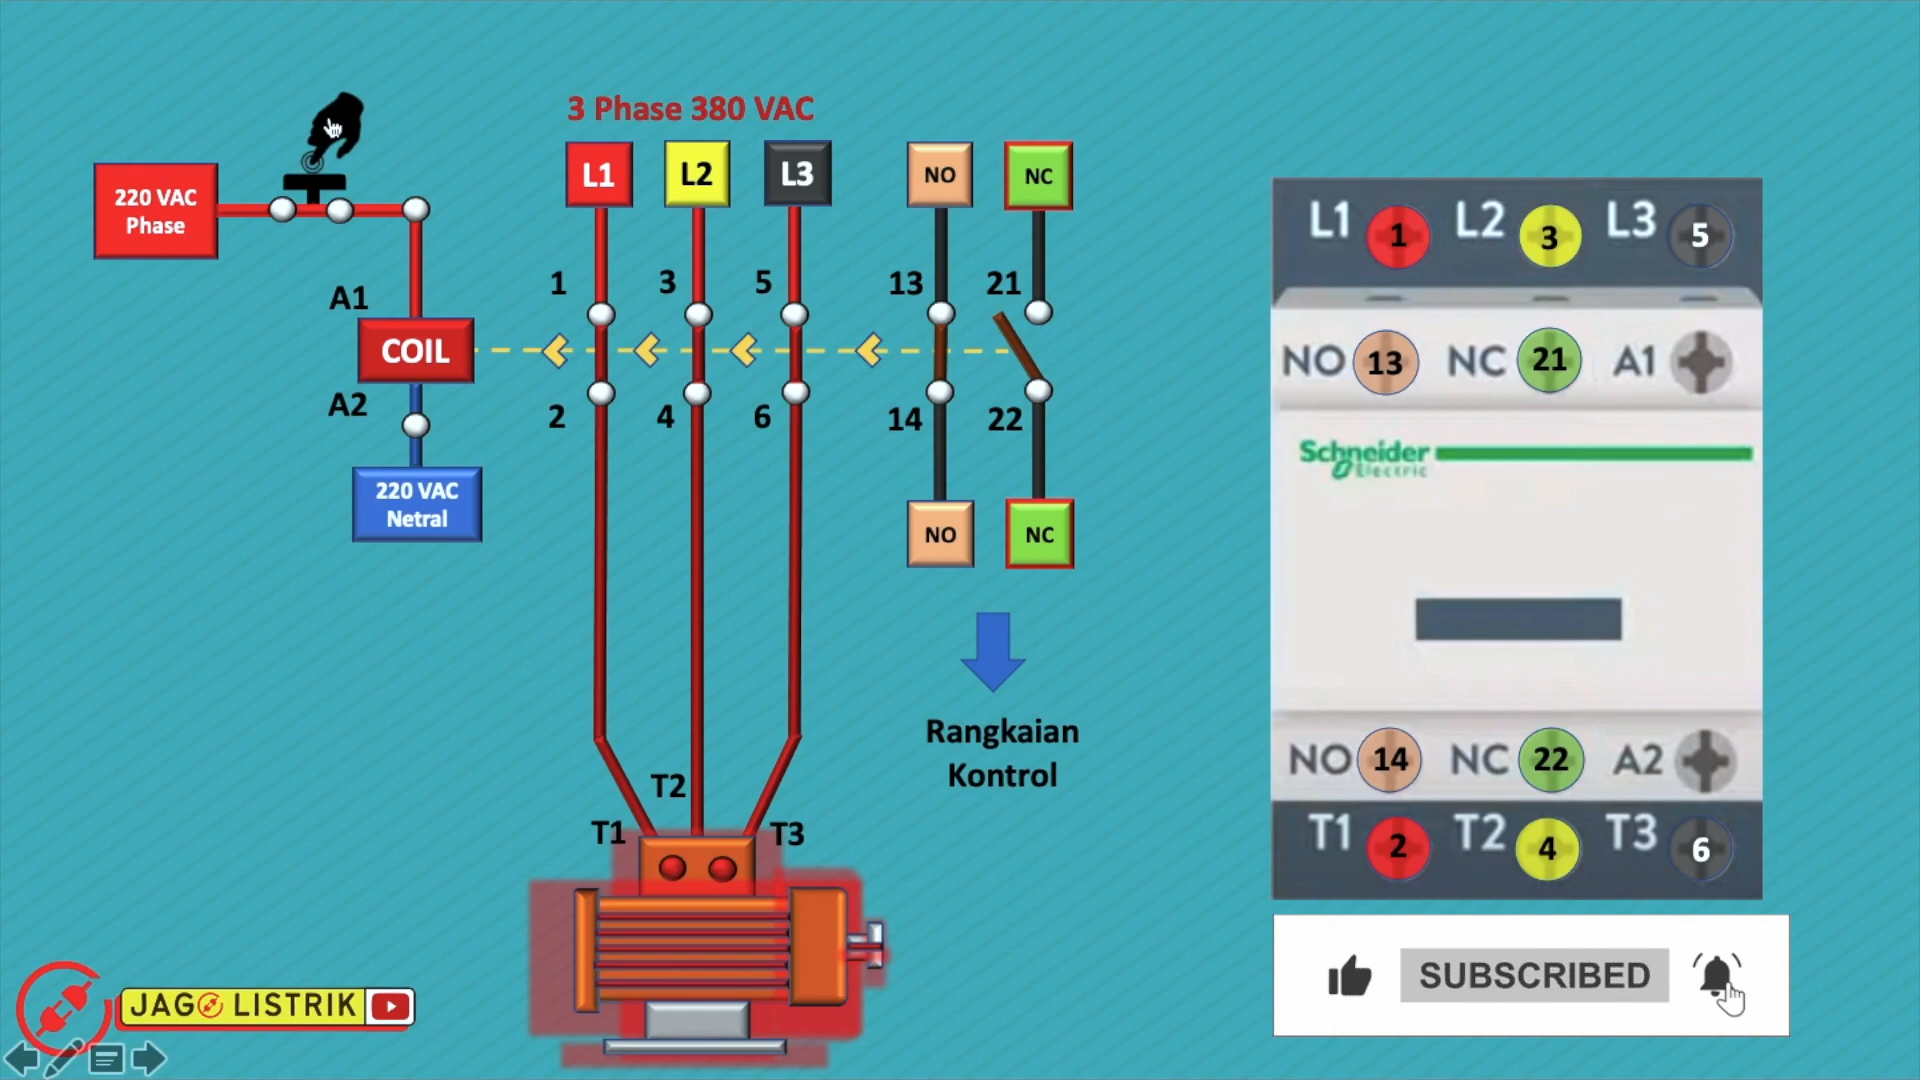 3 Phase 380 VAC
220 VAC
Phase
L1 L2 L3 NO NC
A1
1 3 5 13 21
COIL
A2
2 4 6 14 22
220 VAC
Netral
NO NC
Rangkaian
Kontrol
T2
T1 T3
L1 1 L2 3 L3 5
NO 13 NC 21 A1
Schneider
Electric
NO 14 NC 22 A2
T1 2 T2 4 T3 6
SUBSCRIBED
JAGO LISTRIK